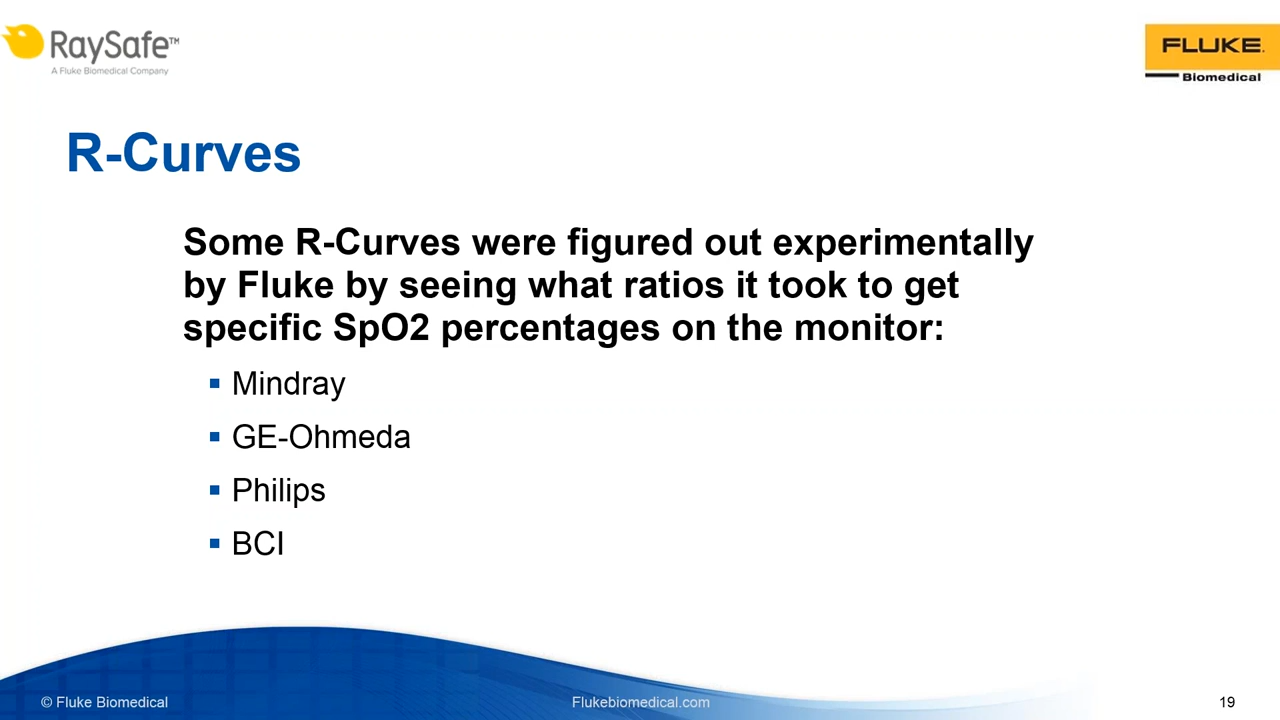 RaySafe™
A Fluke Biomedical Company
FLUKE®
Biomedical
R-Curves
Some R-Curves were figured out experimentally
by Fluke by seeing what ratios it took to get
specific SpO2 percentages on the monitor:
▪ Mindray
▪ GE-Ohmeda
▪ Philips
▪ BCI
© Fluke Biomedical
Flukebiomedical.com
19